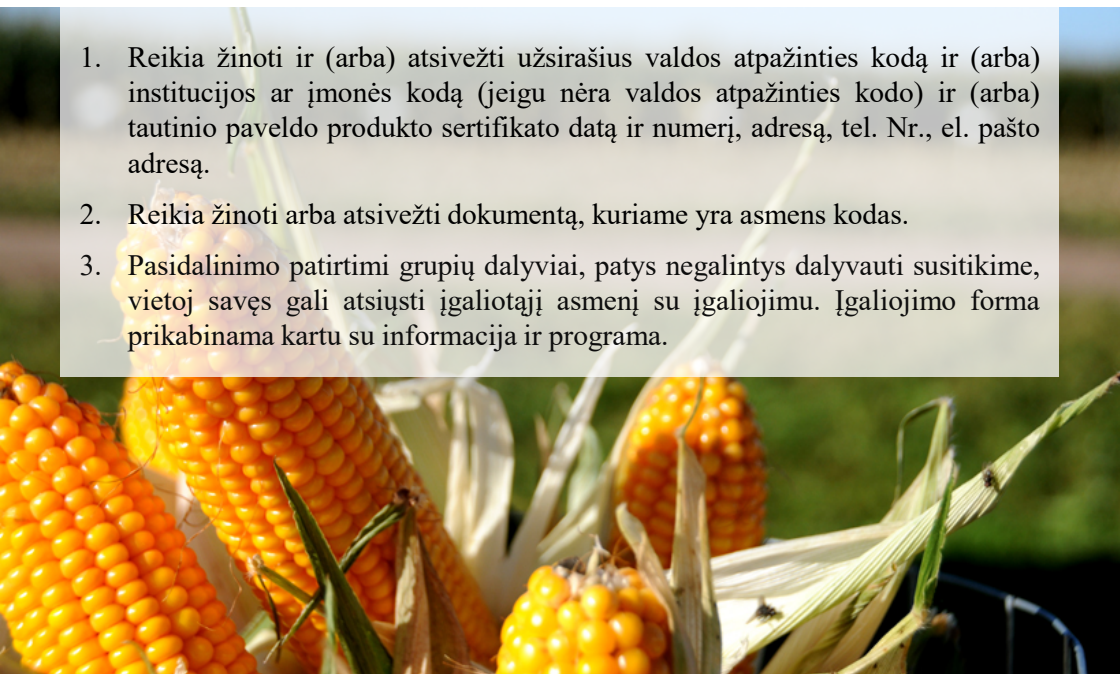 1. Reikia žinoti ir (arba) atsivežti užsirašius valdos atpažinties kodą ir (arba)
institucijos ar įmonės kodą (jeigu nėra valdos atpažinties kodo) ir (arba)
tautinio paveldo produkto sertifikato datą ir numerį, adresą, tel. Nr., el. pašto
adresą.
2. Reikia žinoti arba atsivežti dokumentą, kuriame yra asmens kodas.
3. Pasidalinimo patirtimi grupių dalyviai, patys negalintys dalyvauti susitikime,
vietoj savęs gali atsiųsti įgaliotąjį asmenį su įgaliojimu. Įgaliojimo forma
prikabinama kartu su informacija ir programa.